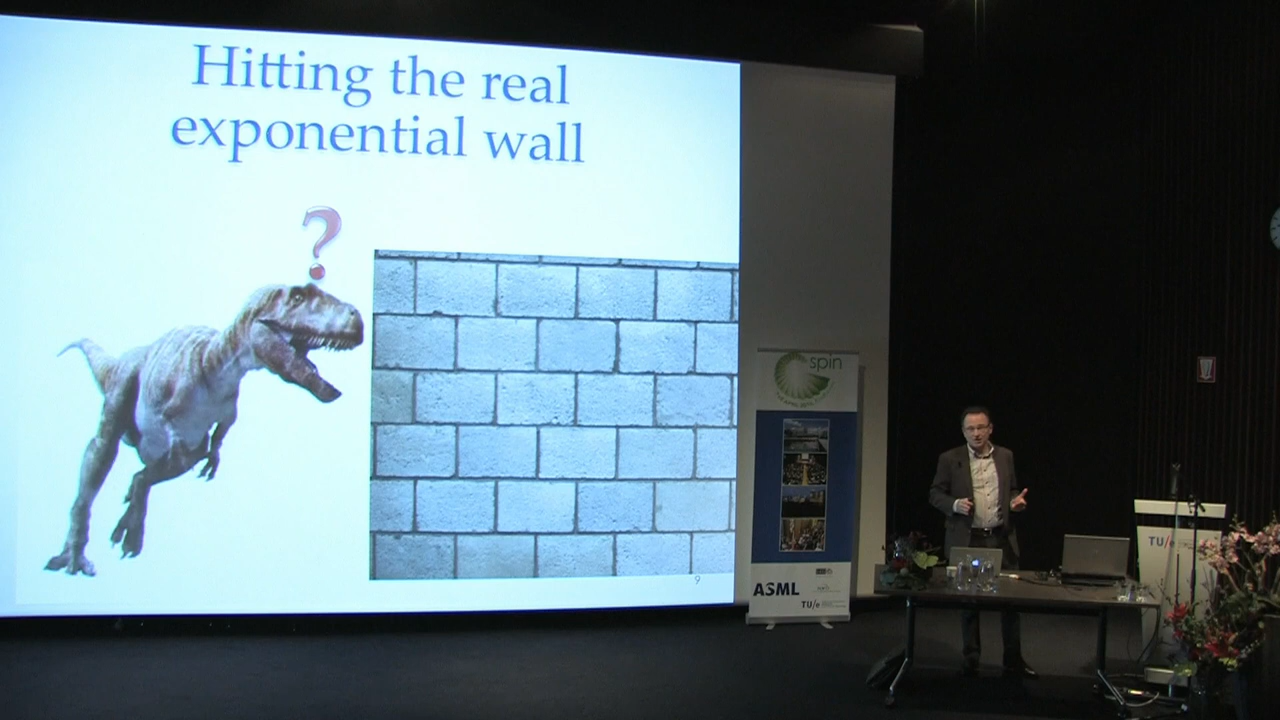 Hitting the real
exponential wall
?
9
spin
ASML
TU/e
TU/e